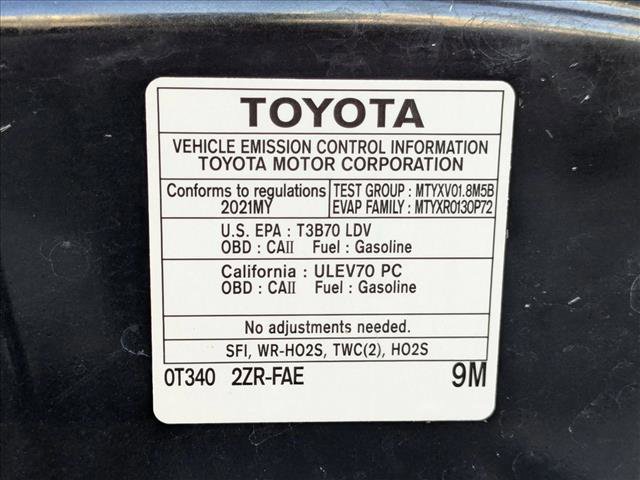 TOYOTA
VEHICLE EMISSION CONTROL INFORMATION
TOYOTA MOTOR CORPORATION
Conforms to regulations
2021MY
TEST GROUP : MTYXV01.8M5B
EVAP FAMILY : MTYXR0130P72
U.S. EPA : T3B70 LDV
OBD : CAII Fuel : Gasoline
California : ULEV70 PC
OBD : CAII Fuel : Gasoline
No adjustments needed.
SFI, WR-HO2S, TWC(2), HO2S
0T340 2ZR-FAE 9M